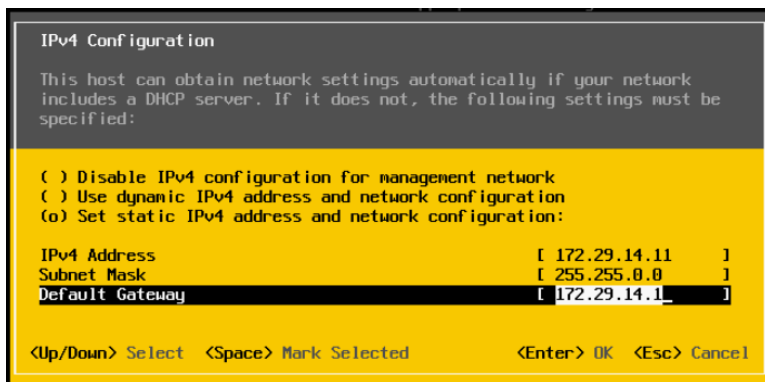 IPv4 Configuration
This host can obtain network settings automatically if your network
includes a DHCP server. If it does not, the following settings must be
specified:
( ) Disable IPv4 configuration for management network
( ) Use dynamic IPv4 address and network configuration
(o) Set static IPv4 address and network configuration:
IPv4 Address [ 172.29.14.11 ]
Subnet Mask [ 255.255.0.0 ]
Default Gateway [ 172.29.14.1_ ]
<Up/Down> Select <Space> Mark Selected <Enter> OK <Esc> Cancel